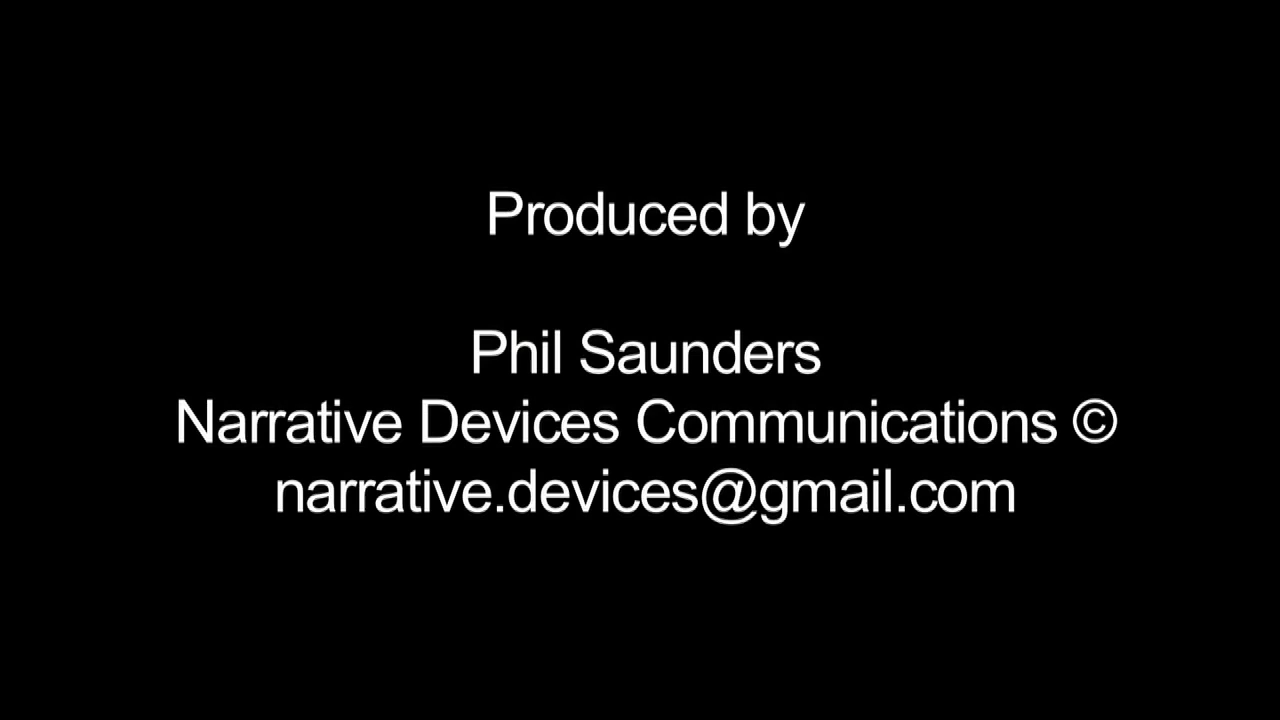 Produced by
Phil Saunders
Narrative Devices Communications ©
narrative.devices@gmail.com